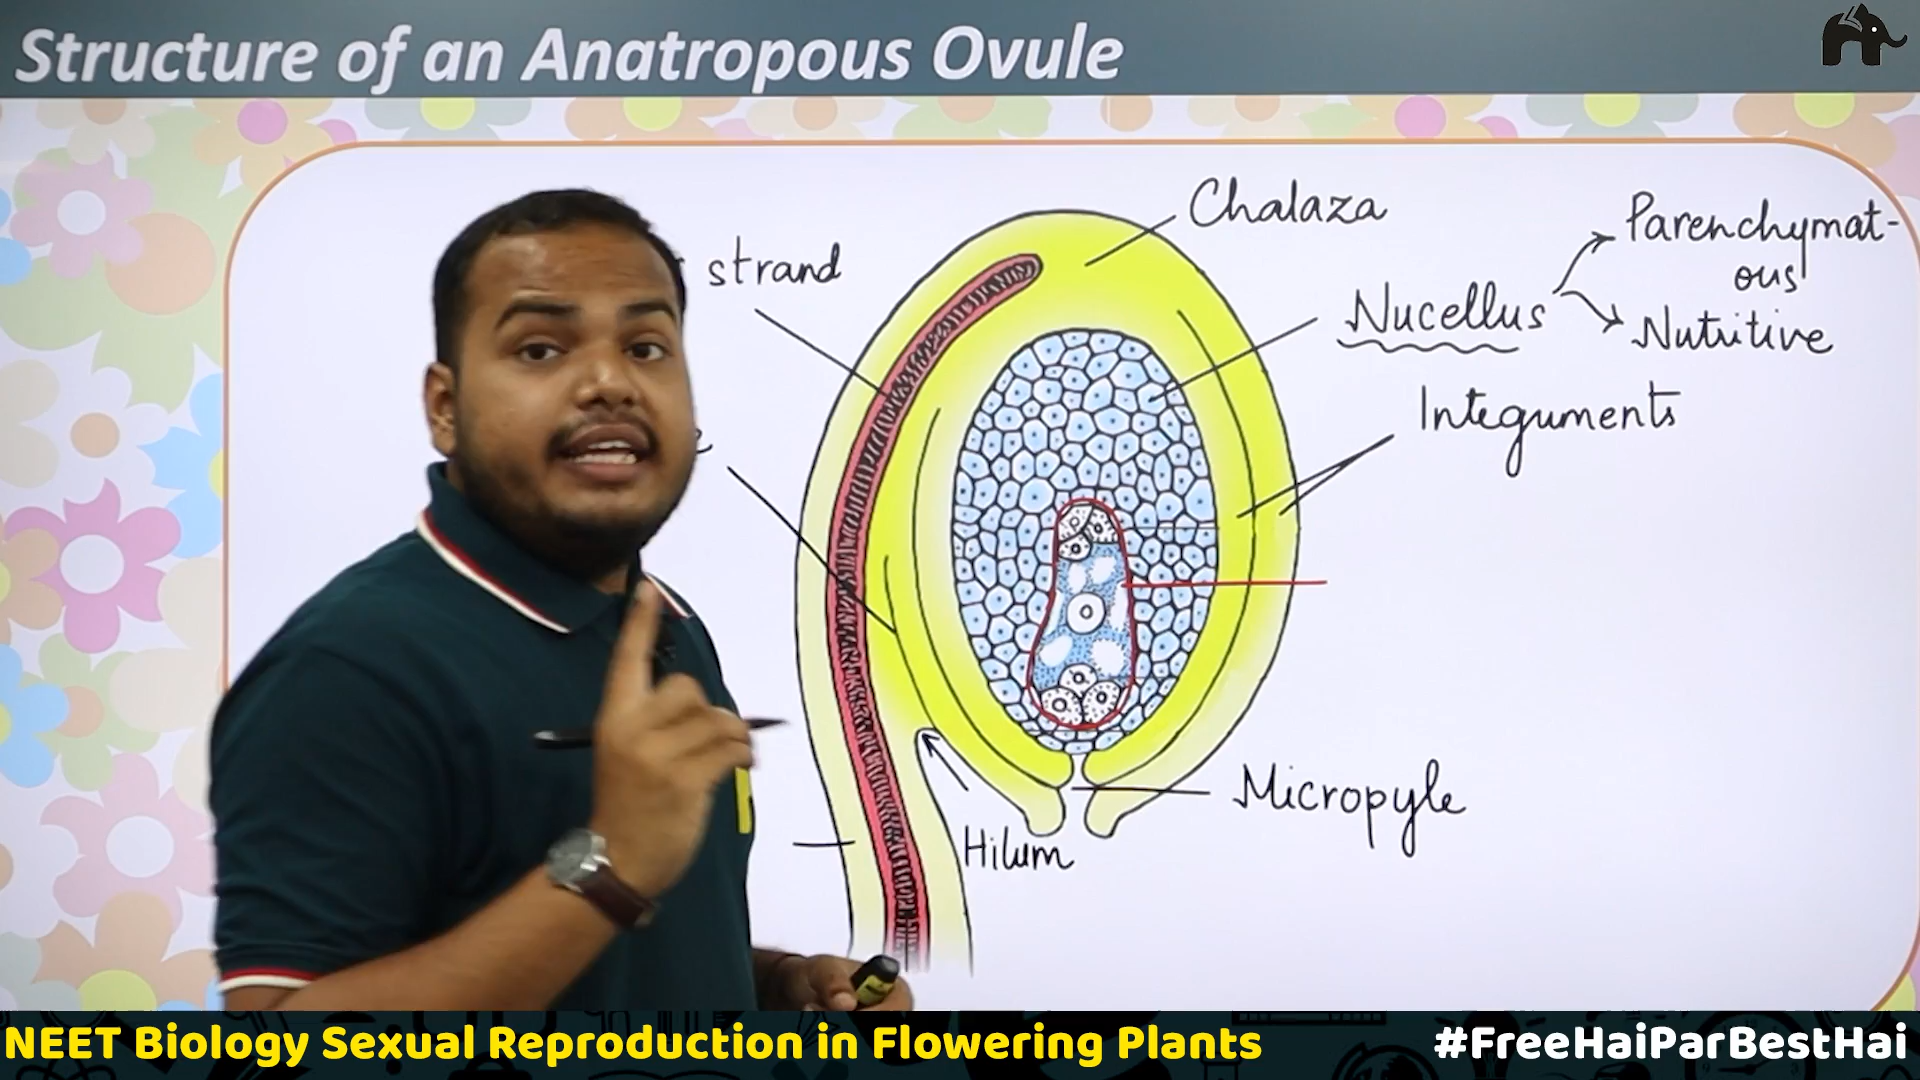 Structure of an Anatropous Ovule
Chalaza
Parenchymat-
ous
strand
Nucellus
Nutritive
Integuments
Micropyle
Hilum
NEET Biology Sexual Reproduction in Flowering Plants
#FreeHaiParBestHai